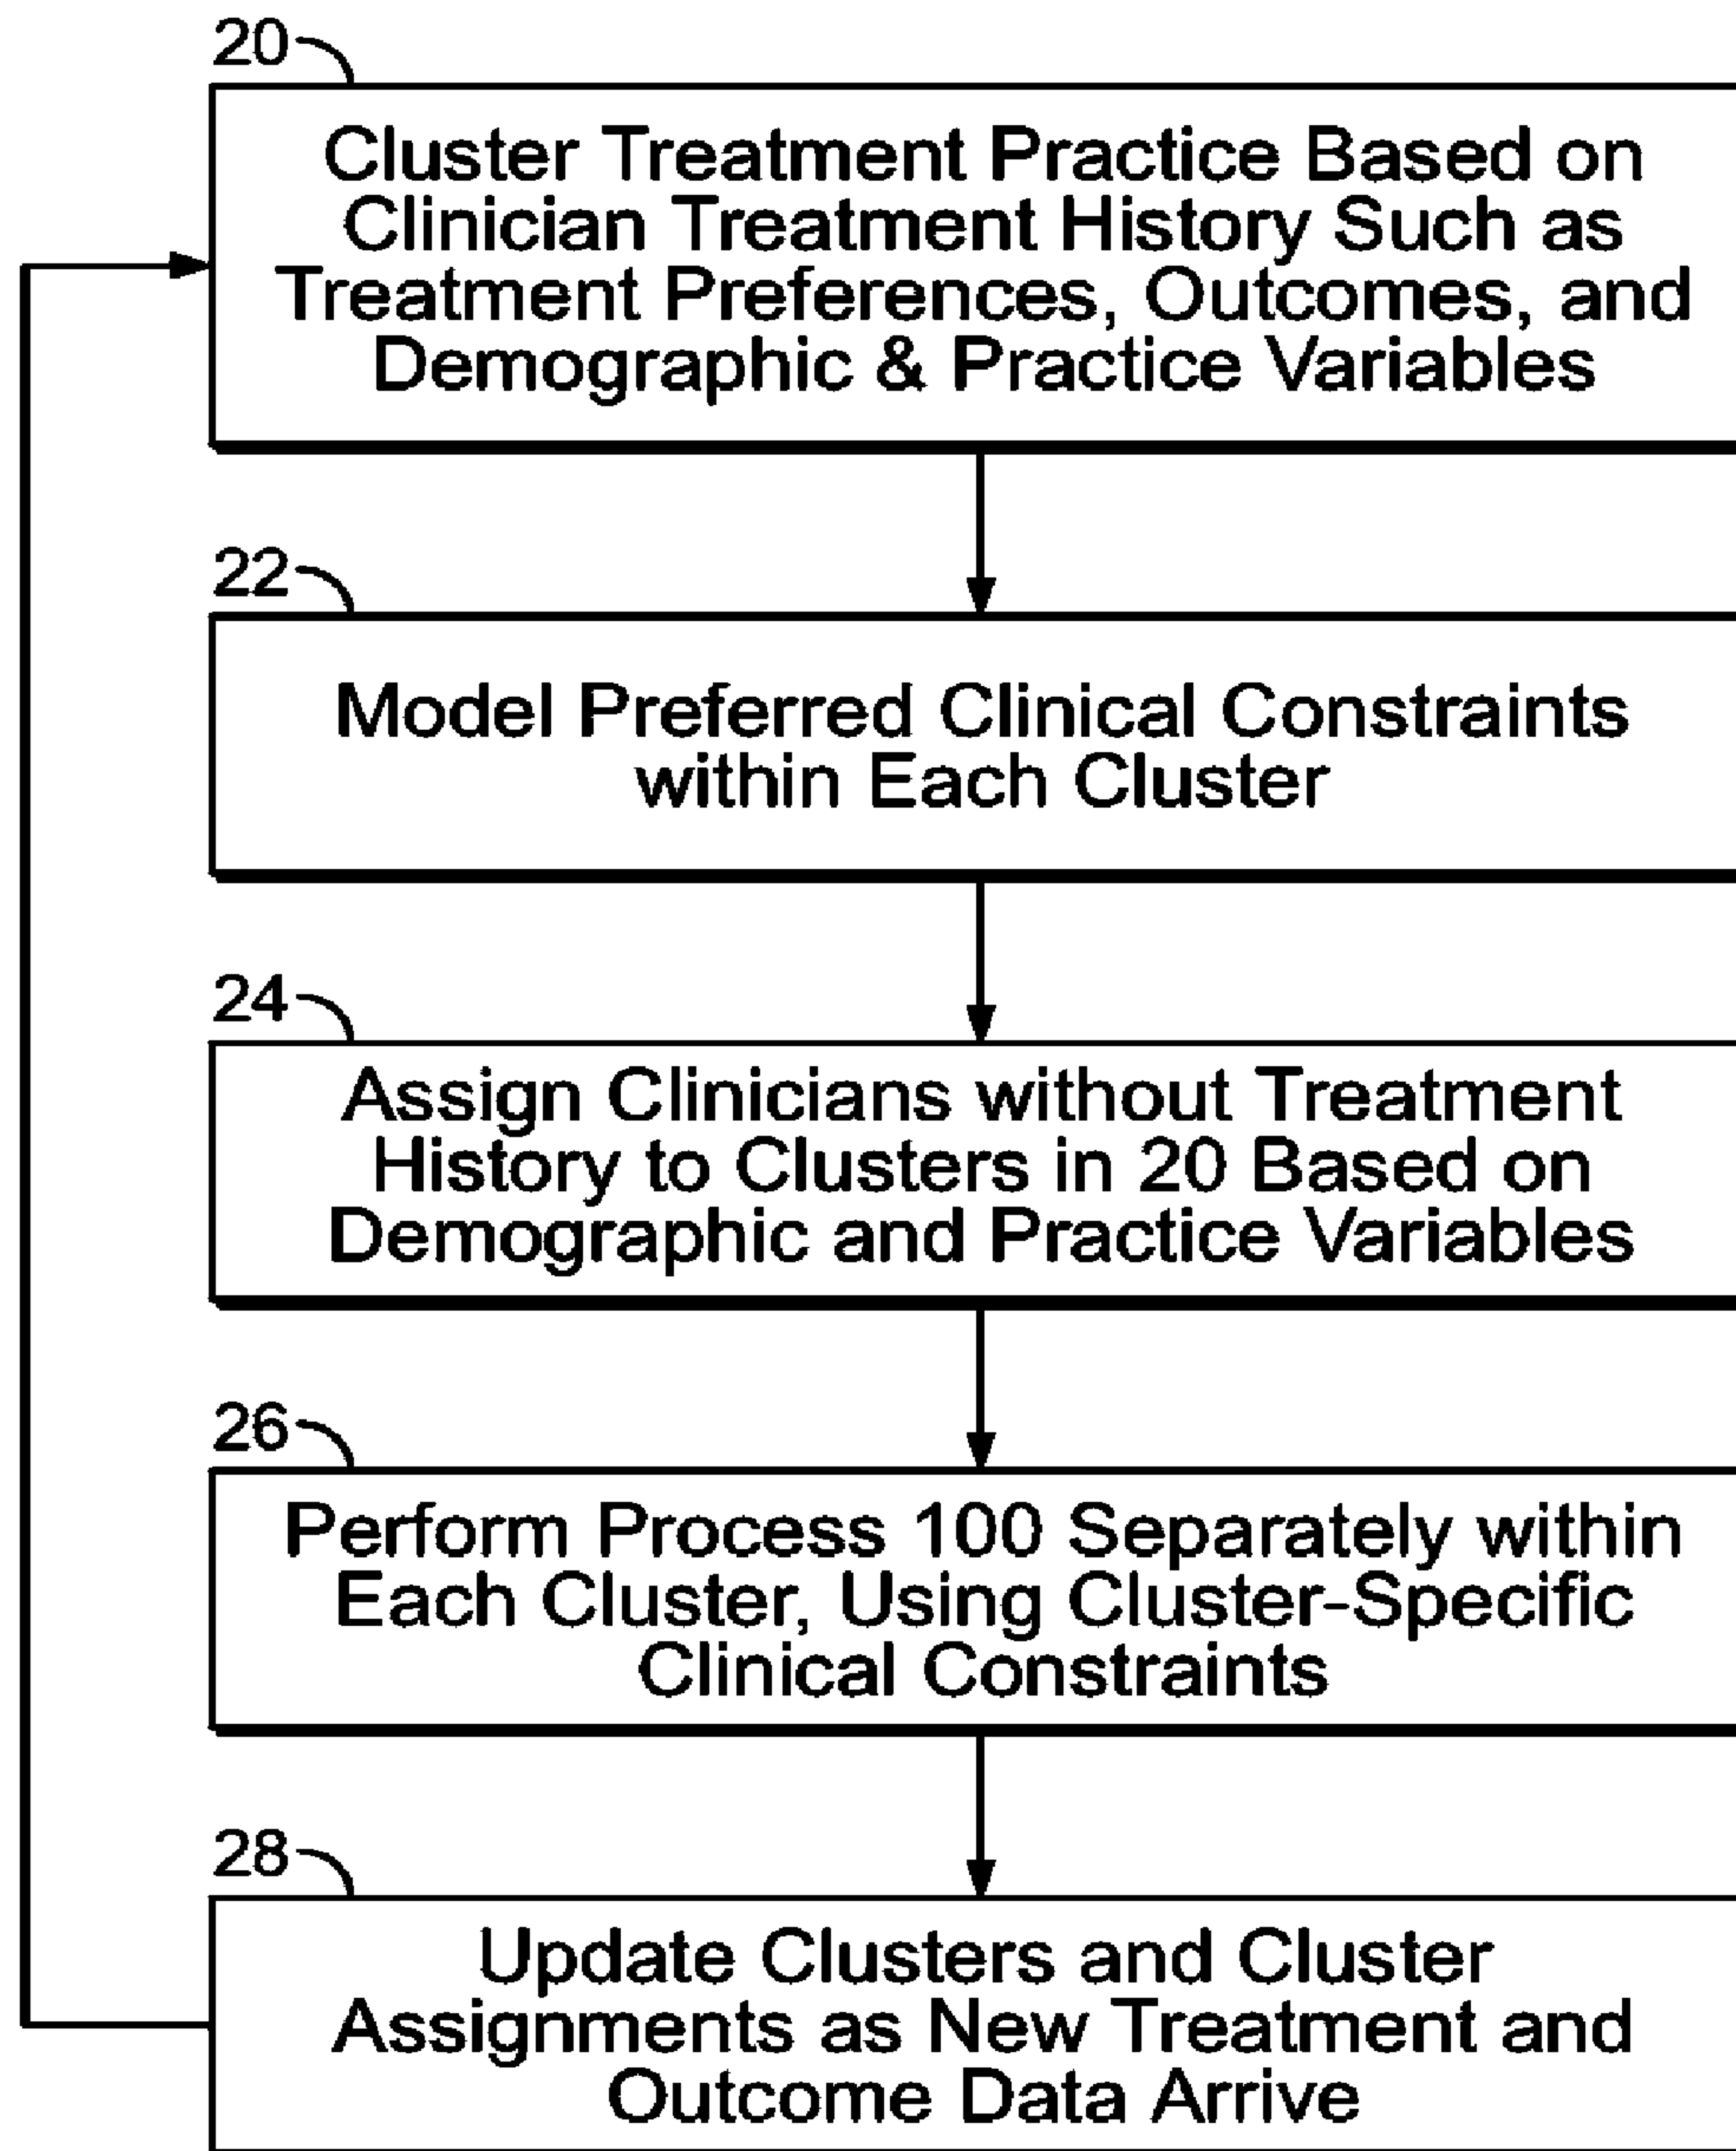 20
Cluster Treatment Practice Based on
Clinician Treatment History Such as
Treatment Preferences, Outcomes, and
Demographic & Practice Variables
22
Model Preferred Clinical Constraints
within Each Cluster
24
Assign Clinicians without Treatment
History to Clusters in 20 Based on
Demographic and Practice Variables
26
Perform Process 100 Separately within
Each Cluster, Using Cluster-Specific
Clinical Constraints
28
Update Clusters and Cluster
Assignments as New Treatment and
Outcome Data Arrive